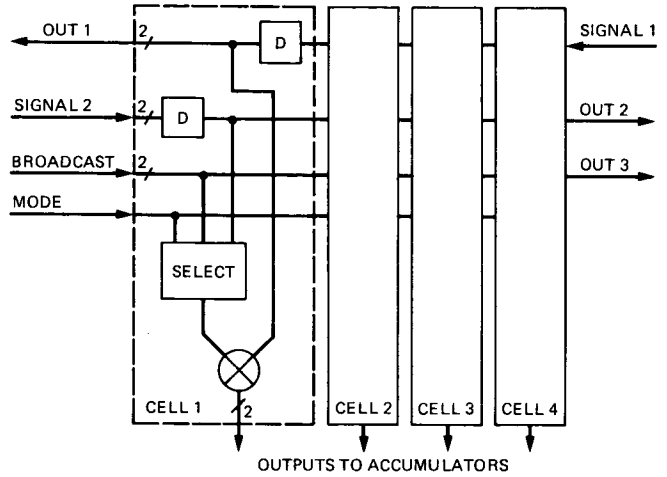 OUT 1
2
D
SIGNAL 1
SIGNAL 2
2
D
OUT 2
BROADCAST
2
OUT 3
MODE
SELECT
CELL 1
2
CELL 2
CELL 3
CELL 4
OUTPUTS TO ACCUMULATORS